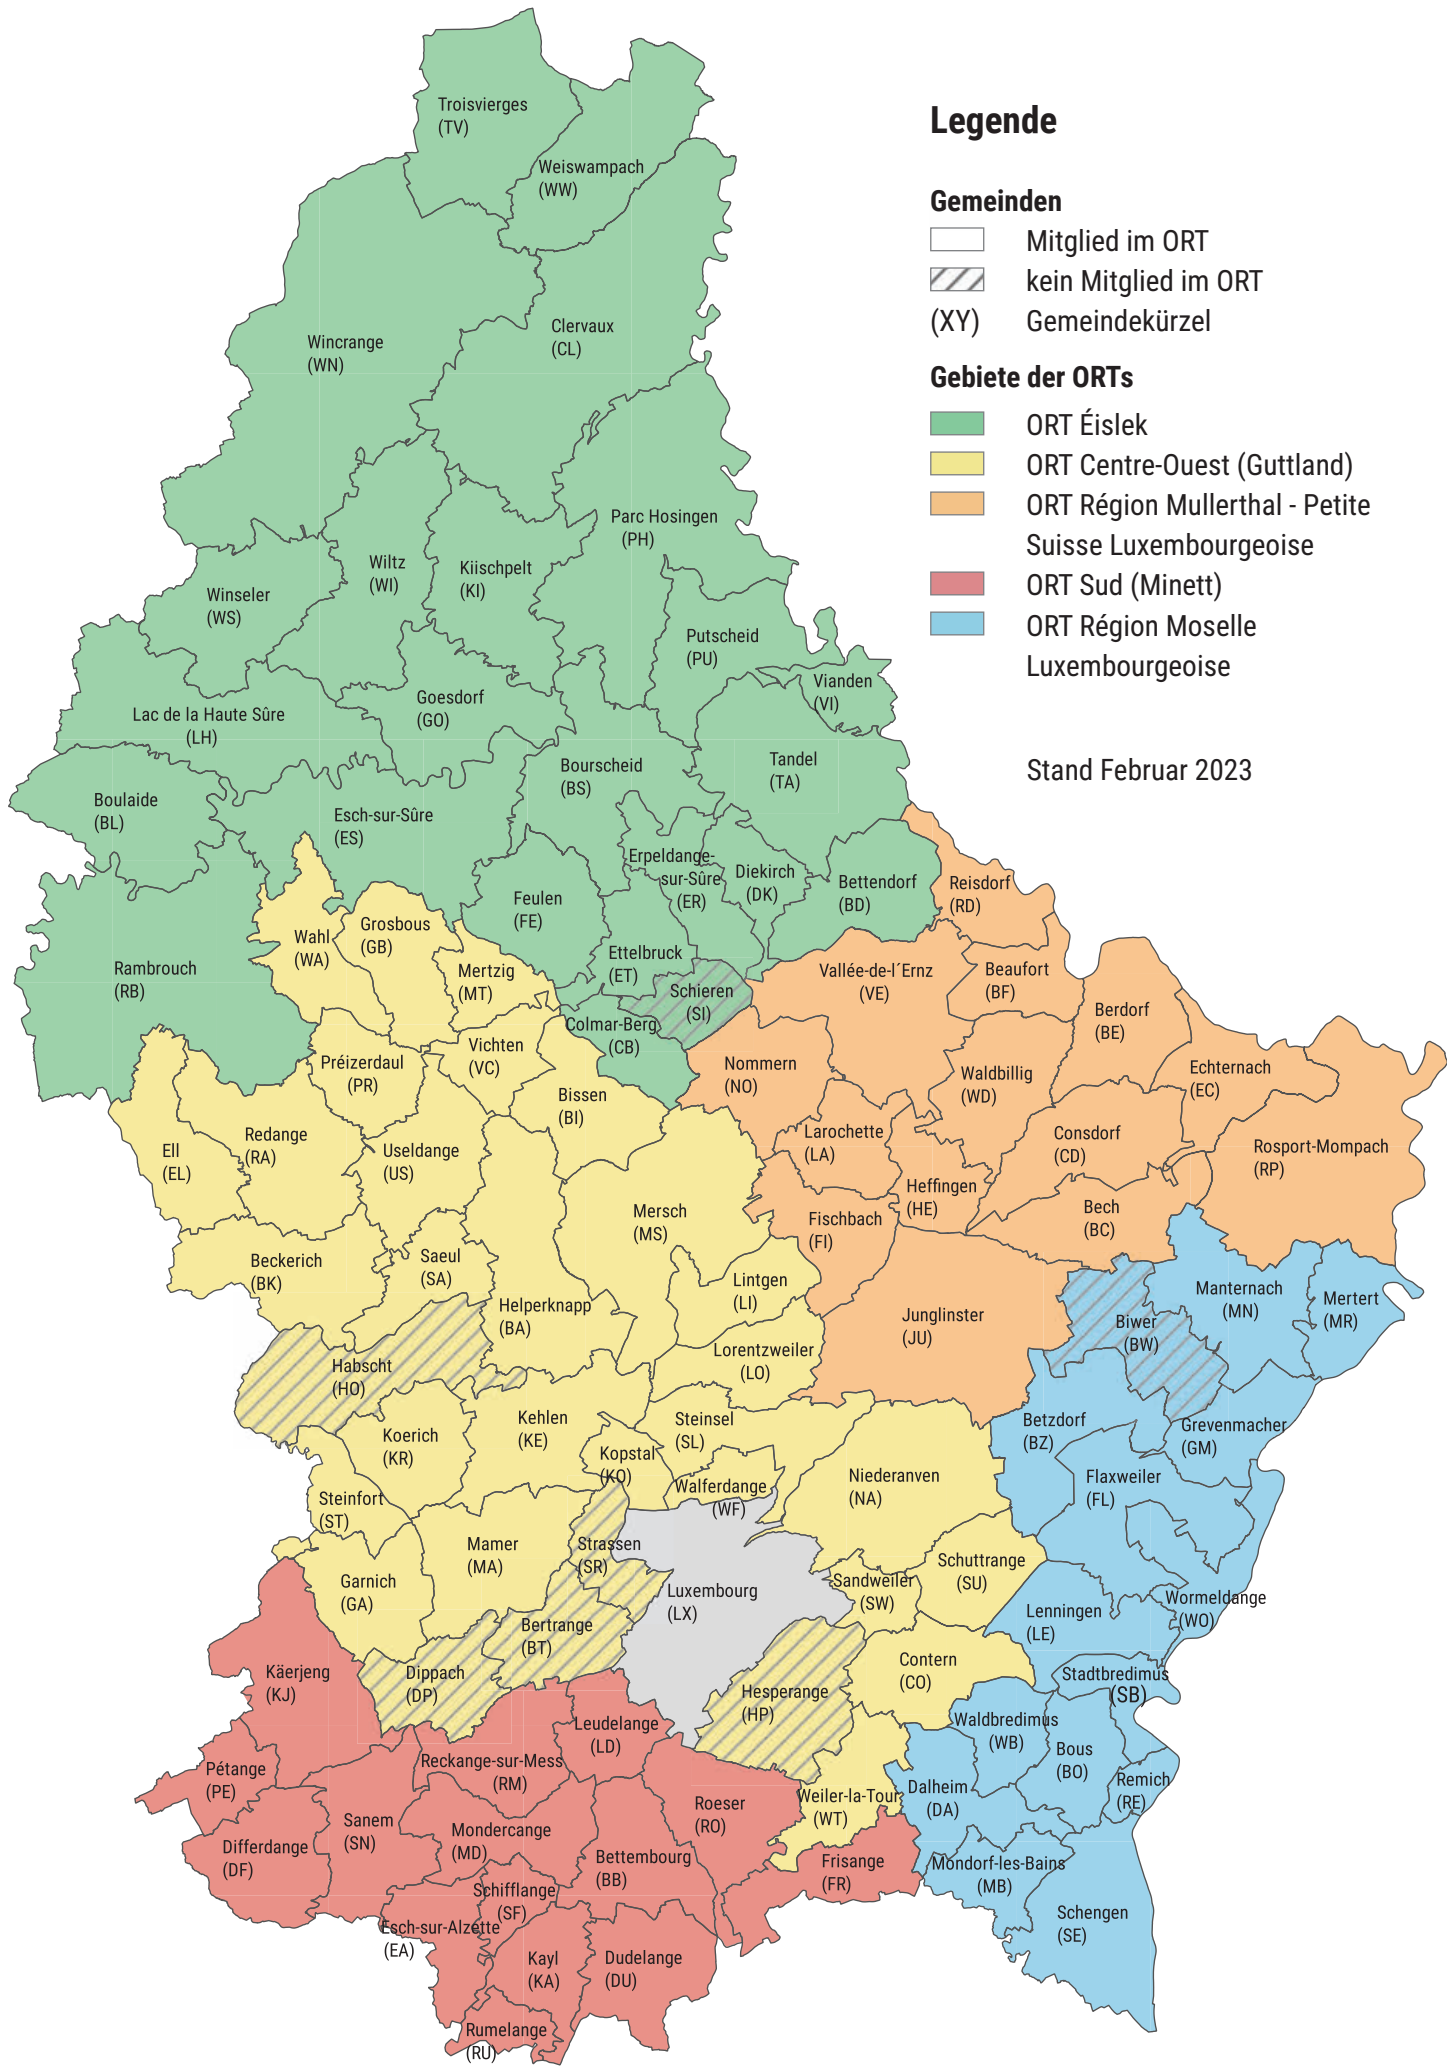 Legende
Gemeinden
Mitglied im ORT
kein Mitglied im ORT
(XY) Gemeindekürzel
Gebiete der ORTs
ORT Éislek
ORT Centre-Ouest (Guttland)
ORT Région Mullerthal - Petite
Suisse Luxembourgeoise
ORT Sud (Minett)
ORT Région Moselle
Luxembourgeoise
Stand Februar 2023
Troisvierges
(TV)
Weiswampach
(WW)
Clervaux
(CL)
Wincrange
(WN)
Parc Hosingen
(PH)
Wiltz
(WI)
Kiischpelt
(KI)
Winseler
(WS)
Putscheid
(PU)
Vianden
(VI)
Goesdorf
(GO)
Lac de la Haute Sûre
(LH)
Tandel
(TA)
Bourscheid
(BS)
Boulaide
(BL)
Esch-sur-Sûre
(ES)
Erpeldange-
sur-Sûre
(ER)
Diekirch
(DK)
Bettendorf
(BD)
Reisdorf
(RD)
Feulen
(FE)
Grosbous
(GB)
Wahl
(WA)
Ettelbruck
(ET)
Mertzig
(MT)
Rambrouch
(RB)
Schieren
(SI)
Vallée-de-l´Ernz
(VE)
Beaufort
(BF)
Berdorf
(BE)
Colmar-Berg
(CB)
Vichten
(VC)
Préizerdaul
(PR)
Nommern
(NO)
Waldbillig
(WD)
Echternach
(EC)
Bissen
(BI)
Redange
(RA)
Larochette
(LA)
Consdorf
(CD)
Rosport-Mompach
(RP)
Ell
(EL)
Useldange
(US)
Heffingen
(HE)
Mersch
(MS)
Fischbach
(FI)
Bech
(BC)
Beckerich
(BK)
Saeul
(SA)
Lintgen
(LI)
Manternach
(MN)
Mertert
(MR)
Helperknapp
(BA)
Junglinster
(JU)
Biwer
(BW)
Habscht
(HO)
Lorentzweiler
(LO)
Kehlen
(KE)
Steinsel
(SL)
Betzdorf
(BZ)
Grevenmacher
(GM)
Koerich
(KR)
Kopstal
(KO)
Walferdange
(WF)
Niederanven
(NA)
Flaxweiler
(FL)
Steinfort
(ST)
Mamer
(MA)
Strassen
(SR)
Schuttrange
(SU)
Garnich
(GA)
Luxembourg
(LX)
Sandweiler
(SW)
Wormeldange
(WO)
Lenningen
(LE)
Bertrange
(BT)
Contern
(CO)
Käerjeng
(KJ)
Dippach
(DP)
Hesperange
(HP)
Stadtbredimus
(SB)
Leudelange
(LD)
Waldbredimus
(WB)
Bous
(BO)
Pétange
(PE)
Reckange-sur-Mess
(RM)
Remich
(RE)
Roeser
(RO)
Weiler-la-Tour
(WT)
Dalheim
(DA)
Sanem
(SN)
Mondercange
(MD)
Differdange
(DF)
Bettembourg
(BB)
Frisange
(FR)
Mondorf-les-Bains
(MB)
Schifflange
(SF)
Schengen
(SE)
Esch-sur-Alzette
(EA)
Kayl
(KA)
Dudelange
(DU)
Rumelange
(RU)